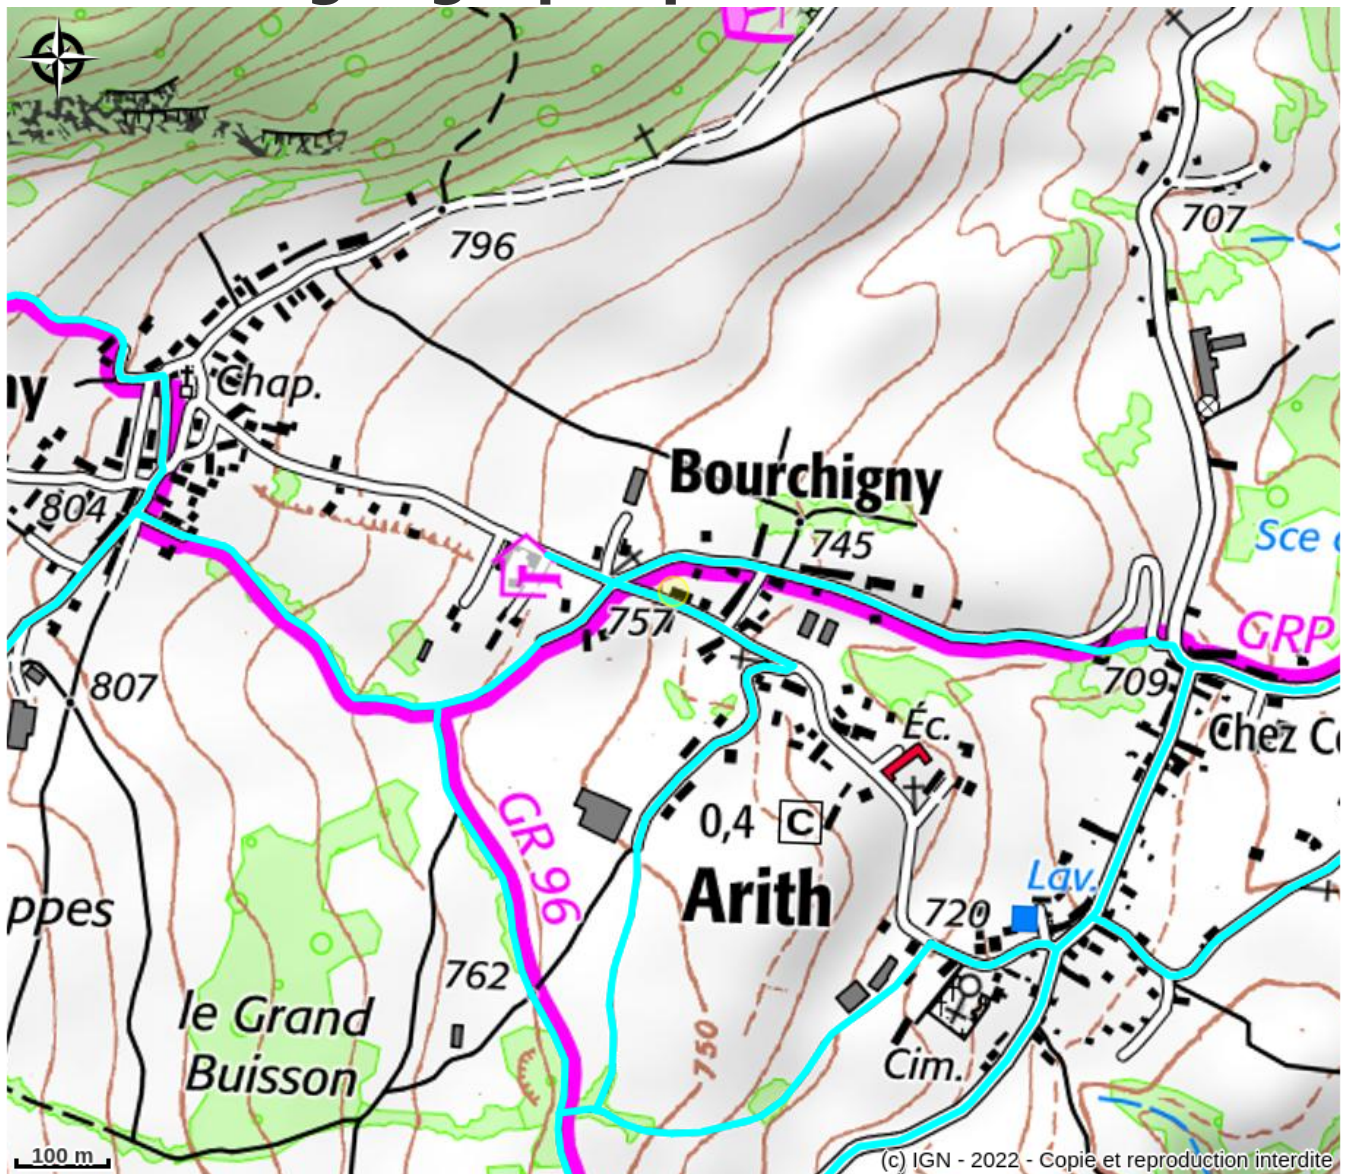 796
707
ny
Chap.
Bourchigny
804
745
Sce
757
GRP
807
709
Éc.
Chez C
GR 96
0,4 C
Arith
Lav.
ppes
720
762
le Grand
Buisson
750
Cim.
100 m
(c) IGN - 2022 - Copie et reproduction interdite